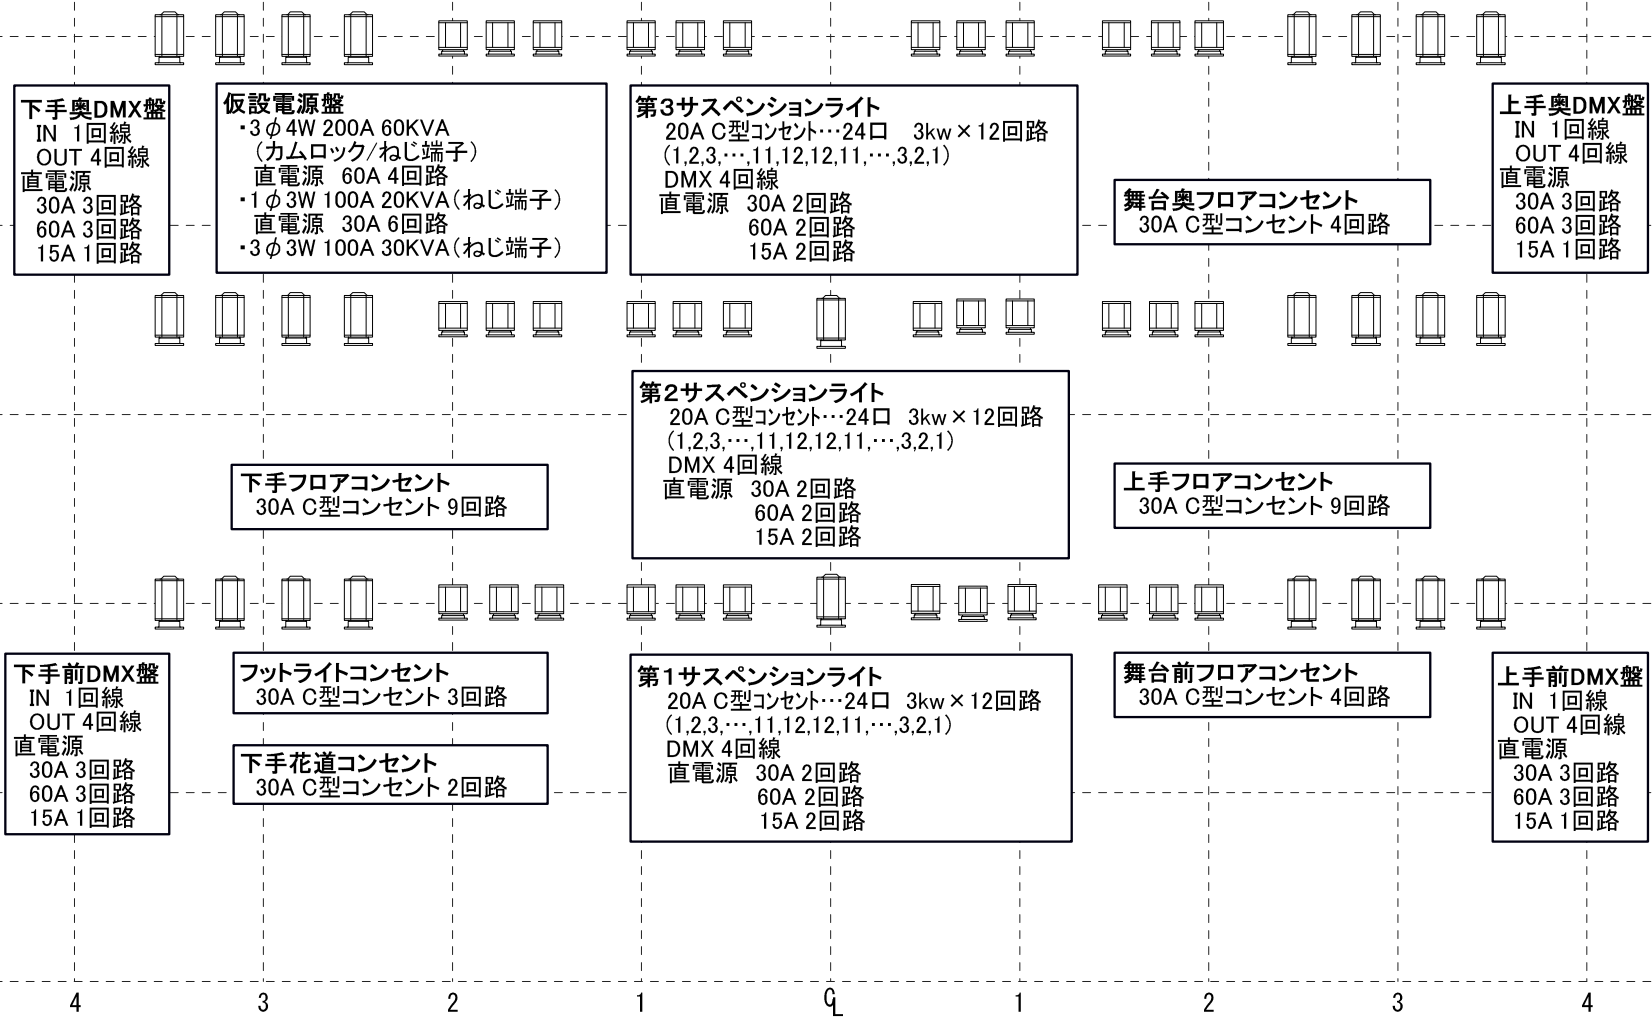 下手奥DMX盤
IN 1回線
OUT 4回線
直電源
30A 3回路
60A 3回路
15A 1回路
仮設電源盤
・3φ4W 200A 60KVA
(カムロック/ねじ端子)
直電源 60A 4回路
・1φ3W 100A 20KVA(ねじ端子)
直電源 30A 6回路
・3φ3W 100A 30KVA(ねじ端子)
第3サスペンションライト
20A C型コンセント…24口 3kw×12回路
(1,2,3,…,11,12,12,11,…,3,2,1)
DMX 4回線
直電源 30A 2回路
60A 2回路
15A 2回路
舞台奥フロアコンセント
30A C型コンセント 4回路
上手奥DMX盤
IN 1回線
OUT 4回線
直電源
30A 3回路
60A 3回路
15A 1回路
下手フロアコンセント
30A C型コンセント 9回路
第2サスペンションライト
20A C型コンセント…24口 3kw×12回路
(1,2,3,…,11,12,12,11,…,3,2,1)
DMX 4回線
直電源 30A 2回路
60A 2回路
15A 2回路
上手フロアコンセント
30A C型コンセント 9回路
下手前DMX盤
IN 1回線
OUT 4回線
直電源
30A 3回路
60A 3回路
15A 1回路
フットライトコンセント
30A C型コンセント 3回路
下手花道コンセント
30A C型コンセント 2回路
第1サスペンションライト
20A C型コンセント…24口 3kw×12回路
(1,2,3,…,11,12,12,11,…,3,2,1)
DMX 4回線
直電源 30A 2回路
60A 2回路
15A 2回路
舞台前フロアコンセント
30A C型コンセント 4回路
上手前DMX盤
IN 1回線
OUT 4回線
直電源
30A 3回路
60A 3回路
15A 1回路
4 3 2 1 CL 1 2 3 4